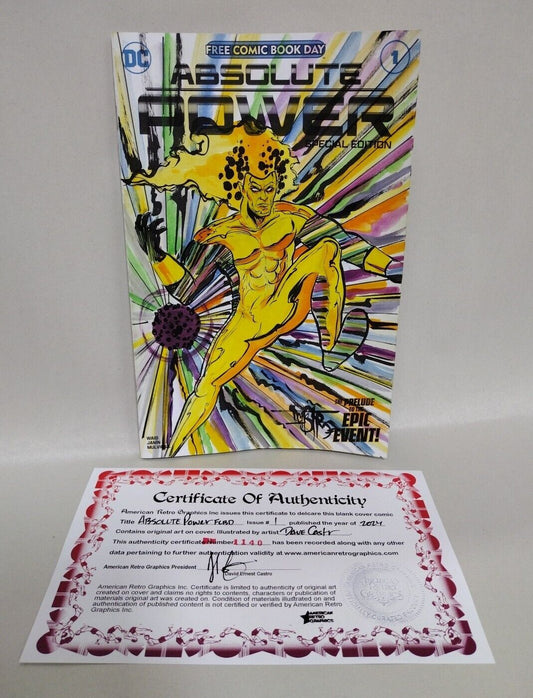 DC
FREE COMIC BOOK DAY
1
ABSOLUTE
POWER
SPECIAL EDITION
THE PRELUDE
TO THE
EPIC
EVENT!
WAID
JANIN
Certificate Of Authenticity
American Retro Graphics Inc issues this certificate to delcare this blank cover comic
Title ABSOLUTE POWER FCBD Issue # 1 published the year of 2024
Contains original art on cover. Illustrated by artist Dave Castr
This authenticity certificate number 1140 has been recorded along with any other
data pertaining to further authentication validity at www.americanretrographics.com
American Retro Graphics President
David Ernest Castro
American Retro Graphics Inc. Certificate is limited to authenticity of original art
created on cover and claims no rights to contents, characters or publication
of materials original art was created on. Condition of materials illustrated on and
authentication of published content is not certified or verified by American Retro
Graphics Inc.
AMERICAN
RETRO
GRAPHICS